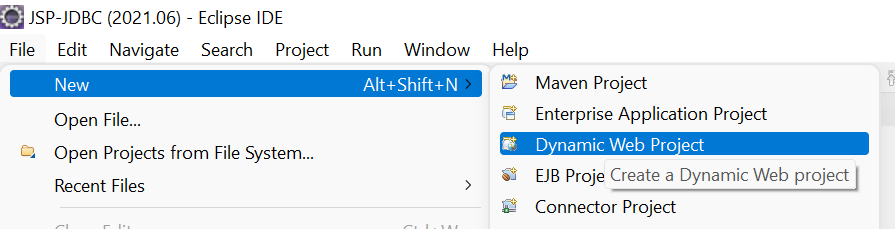 JSP-JDBC (2021.06) - Eclipse IDE
File Edit Navigate Search Project Run Window Help
New Alt+Shift+N
Open File...
Open Projects from File System...
Recent Files
Maven Project
Enterprise Application Project
Dynamic Web Project
EJB Proje
Create a Dynamic Web project
Connector Project